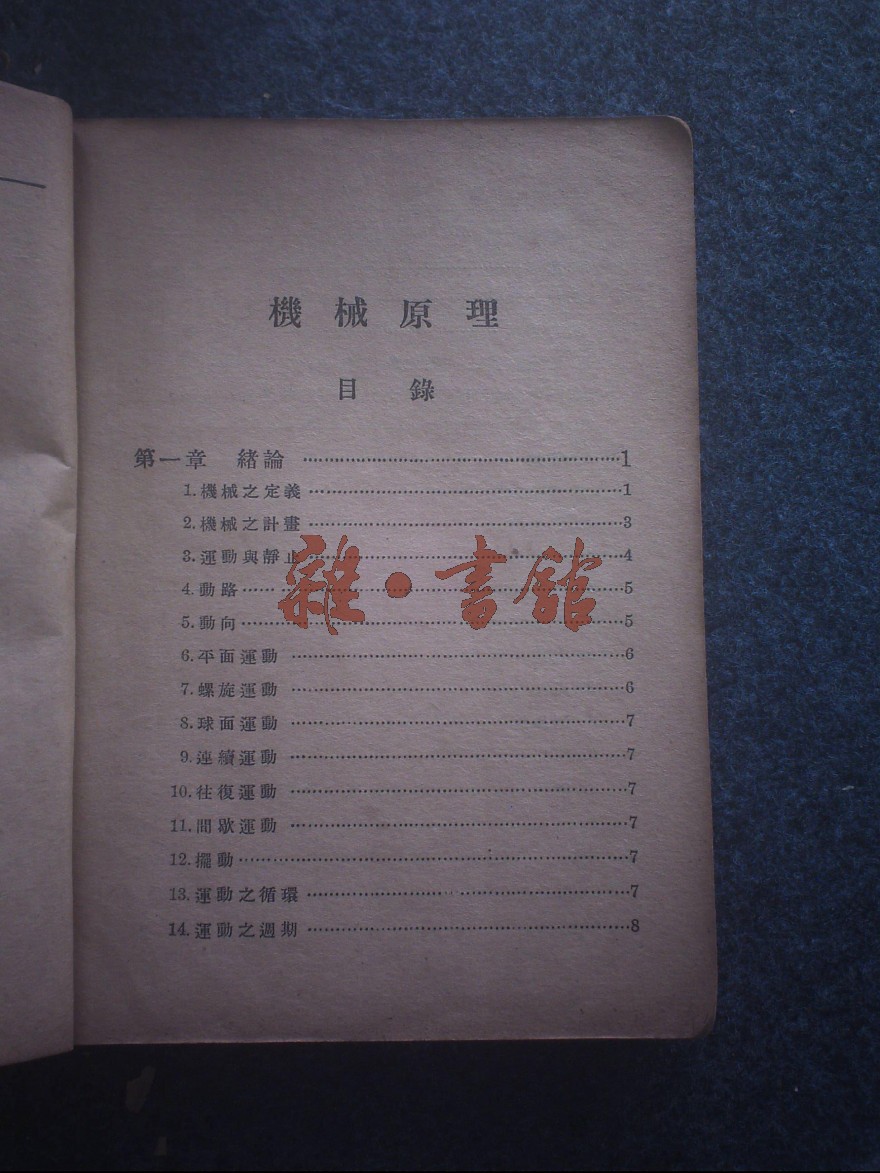 機械原理
目錄
第一章 緒論 ……………………………………1
1.機械之定義 ……………………………………1
2.機械之計畫 ……………………………………3
3.運動與靜止 ……………………………………4
4.動路 ……………………………………5
5.動向 ……………………………………5
6.平面運動 ……………………………………6
7.螺旋運動 ……………………………………6
8.球面運動 ……………………………………7
9.連續運動 ……………………………………7
10.往復運動 ……………………………………7
11.間歇運動 ……………………………………7
12.擺動 ……………………………………7
13.運動之循環 ……………………………………7
14.運動之週期 ……………………………………8
雜·書館